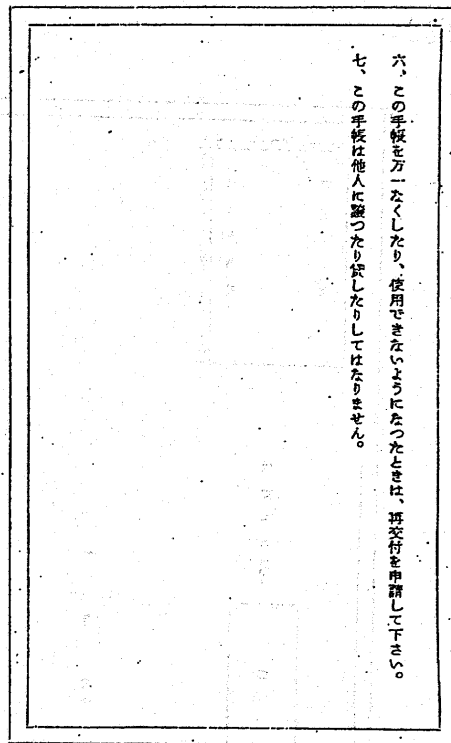 六、この手帳を万一なくしたり、使用できないようになつたときは、再交付を申請して下さい。
七、この手帳は他人に譲つたり貸したりしてはなりません。